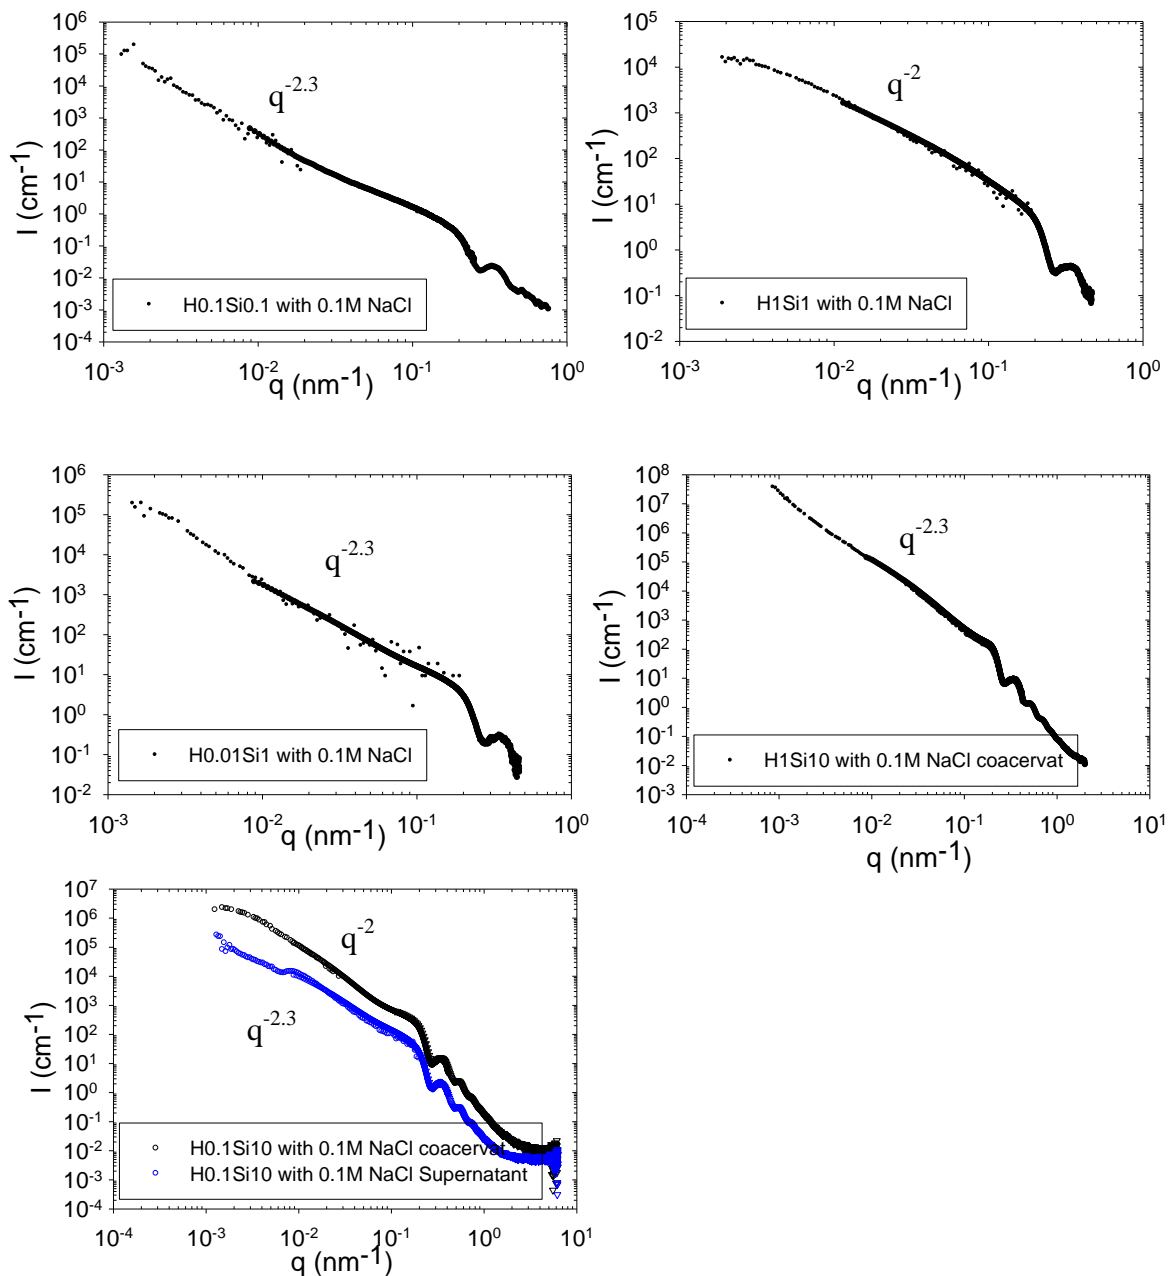 10^6
10^5
10^4
10^3
10^2
10^1
10^0
10^-1
10^-2
10^-3
10^-4
I (cm^-1)
q^-2.3
H0.1Si0.1 with 0.1M NaCl
10^-3 10^-2 10^-1 10^0
q (nm^-1)
10^5
10^4
10^3
10^2
10^1
10^0
10^-1
10^-2
I (cm^-1)
q^-2
H1Si1 with 0.1M NaCl
10^-3 10^-2 10^-1 10^0
q (nm^-1)
10^6
10^5
10^4
10^3
10^2
10^1
10^0
10^-1
10^-2
I (cm^-1)
q^-2.3
H0.01Si1 with 0.1M NaCl
10^-3 10^-2 10^-1 10^0
q (nm^-1)
10^8
10^7
10^6
10^5
10^4
10^3
10^2
10^1
10^0
10^-1
10^-2
10^-3
I (cm^-1)
q^-2.3
H1Si10 with 0.1M NaCl coacervat
10^-4 10^-3 10^-2 10^-1 10^0 10^1
q (nm^-1)
10^7
10^6
10^5
10^4
10^3
10^2
10^1
10^0
10^-1
10^-2
10^-3
10^-4
I (cm^-1)
q^-2
q^-2.3
H0.1Si10 with 0.1M NaCl coacervat
H0.1Si10 with 0.1M NaCl Supernatant
10^-4 10^-3 10^-2 10^-1 10^0 10^1
q (nm^-1)